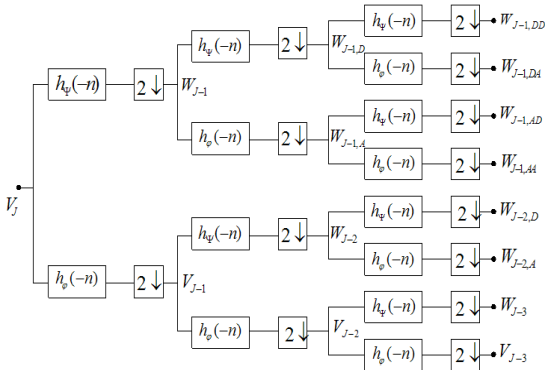 h_Ψ(−n) 2↓ W_{J−1,DD}
h_Ψ(−n) 2↓ W_{J−1,D}
h_φ(−n) 2↓ W_{J−1,DA}
h_Ψ(−n) 2↓ W_{J−1}
h_Ψ(−n) 2↓ W_{J−1,AD}
h_φ(−n) 2↓ W_{J−1,A}
h_φ(−n) 2↓ W_{J−1,AA}
V_J
h_Ψ(−n) 2↓ W_{J−2,D}
h_Ψ(−n) 2↓ W_{J−2}
h_φ(−n) 2↓ W_{J−2,A}
h_φ(−n) 2↓ V_{J−1}
h_Ψ(−n) 2↓ W_{J−3}
h_φ(−n) 2↓ V_{J−2}
h_φ(−n) 2↓ V_{J−3}